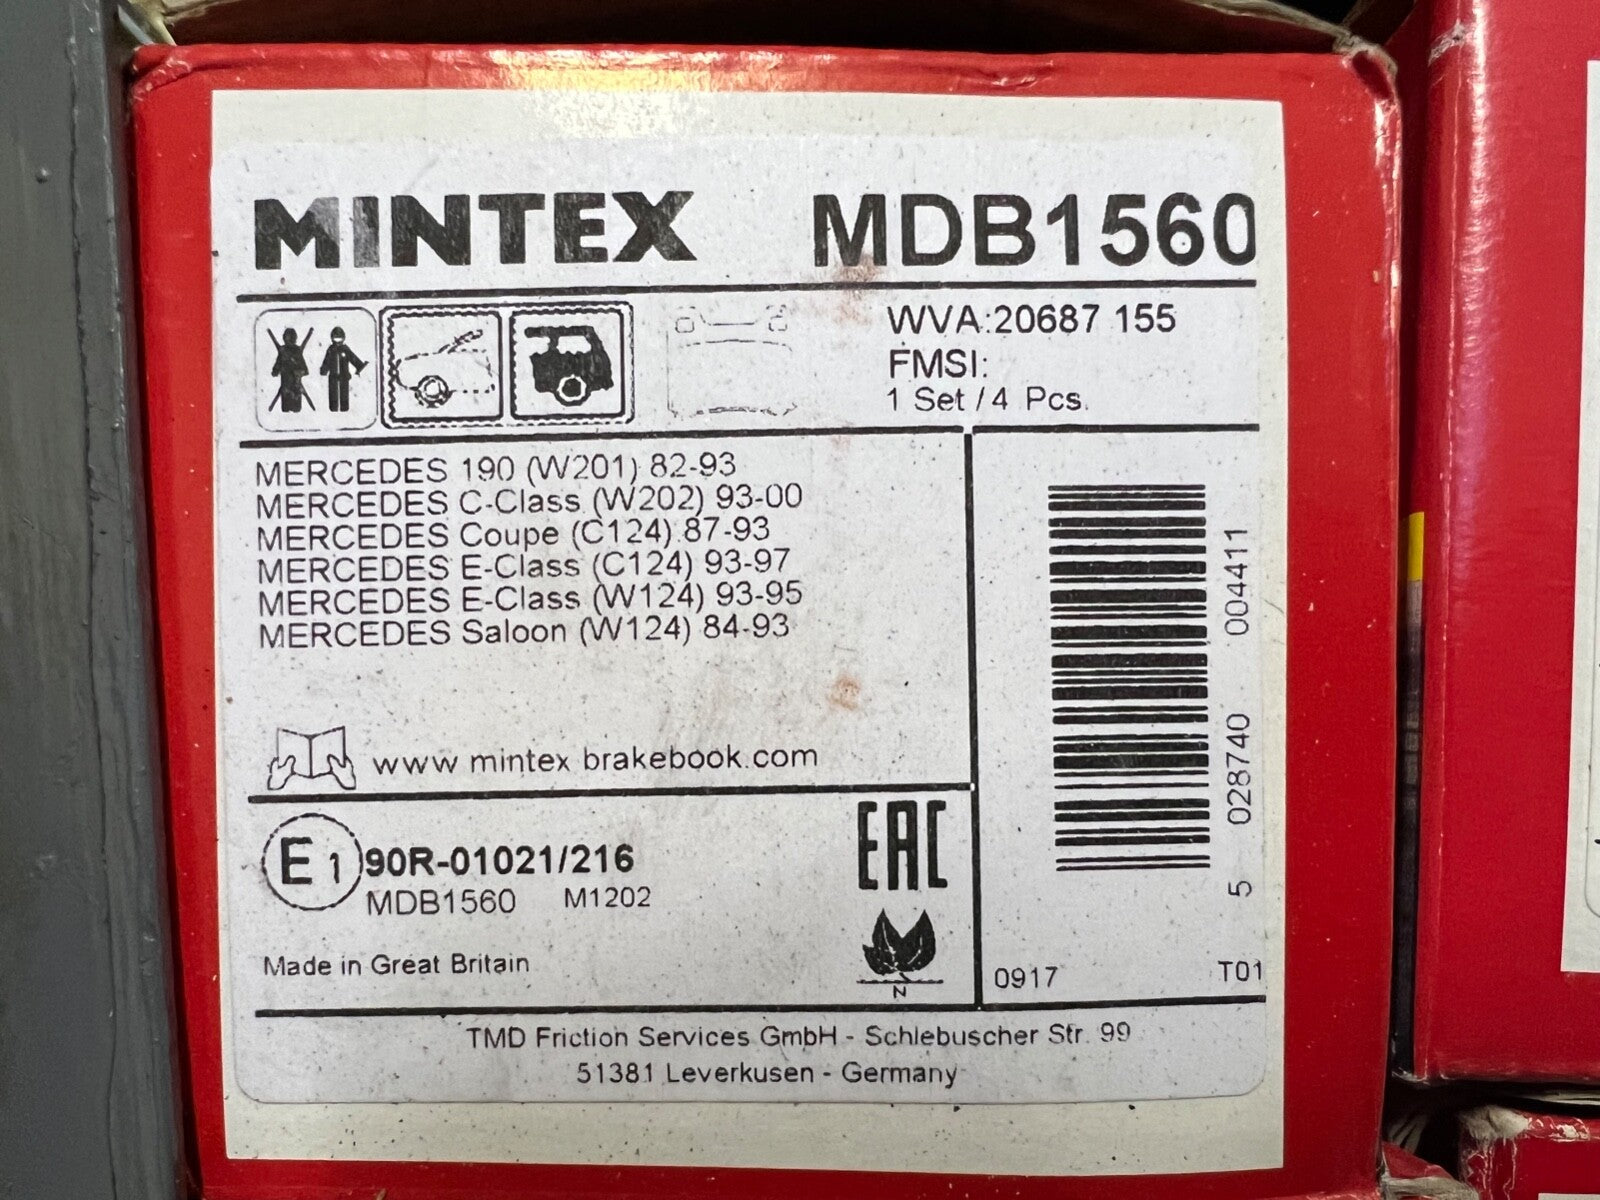 MINTEX MDB1560
WVA:20687 155
FMSI:
1 Set / 4 Pcs.
MERCEDES 190 (W201) 82-93
MERCEDES C-Class (W202) 93-00
MERCEDES Coupe (C124) 87-93
MERCEDES E-Class (C124) 93-97
MERCEDES E-Class (W124) 93-95
MERCEDES Saloon (W124) 84-93
www mintex brakebook.com
E1 90R-01021/216
MDB1560 M1202
EAC
Made in Great Britain
N
5 028740 004411
0917 T01
TMD Friction Services GmbH - Schlebuscher Str. 99
51381 Leverkusen - Germany